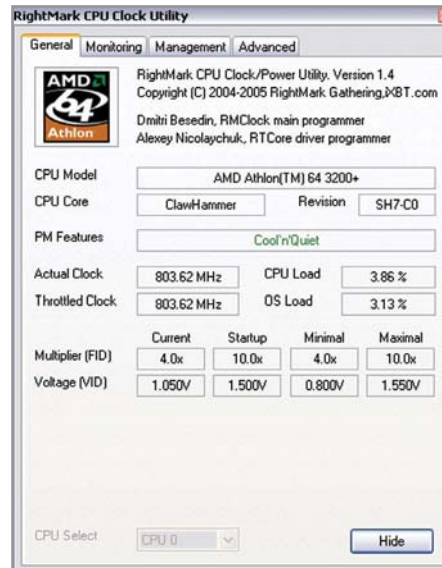 RightMark CPU Clock Utility
General Monitoring Management Advanced
AMD
64
Athlon
RightMark CPU Clock/Power Utility. Version 1.4
Copyright (C) 2004-2005 RightMark Gathering,iXBT.com
Dmitri Besedin, RMClock main programmer
Alexey Nicolaychuk, RTCore driver programmer
CPU Model AMD Athlon(TM) 64 3200+
CPU Core ClawHammer Revision SH7-C0
PM Features Cool'n'Quiet
Actual Clock 803.62 MHz CPU Load 3.86 %
Throttled Clock 803.62 MHz OS Load 3.13 %
Current Startup Minimal Maximal
Multiplier (FID) 4.0x 10.0x 4.0x 10.0x
Voltage (VID) 1.050V 1.500V 0.800V 1.550V
CPU Select CPU 0 Hide